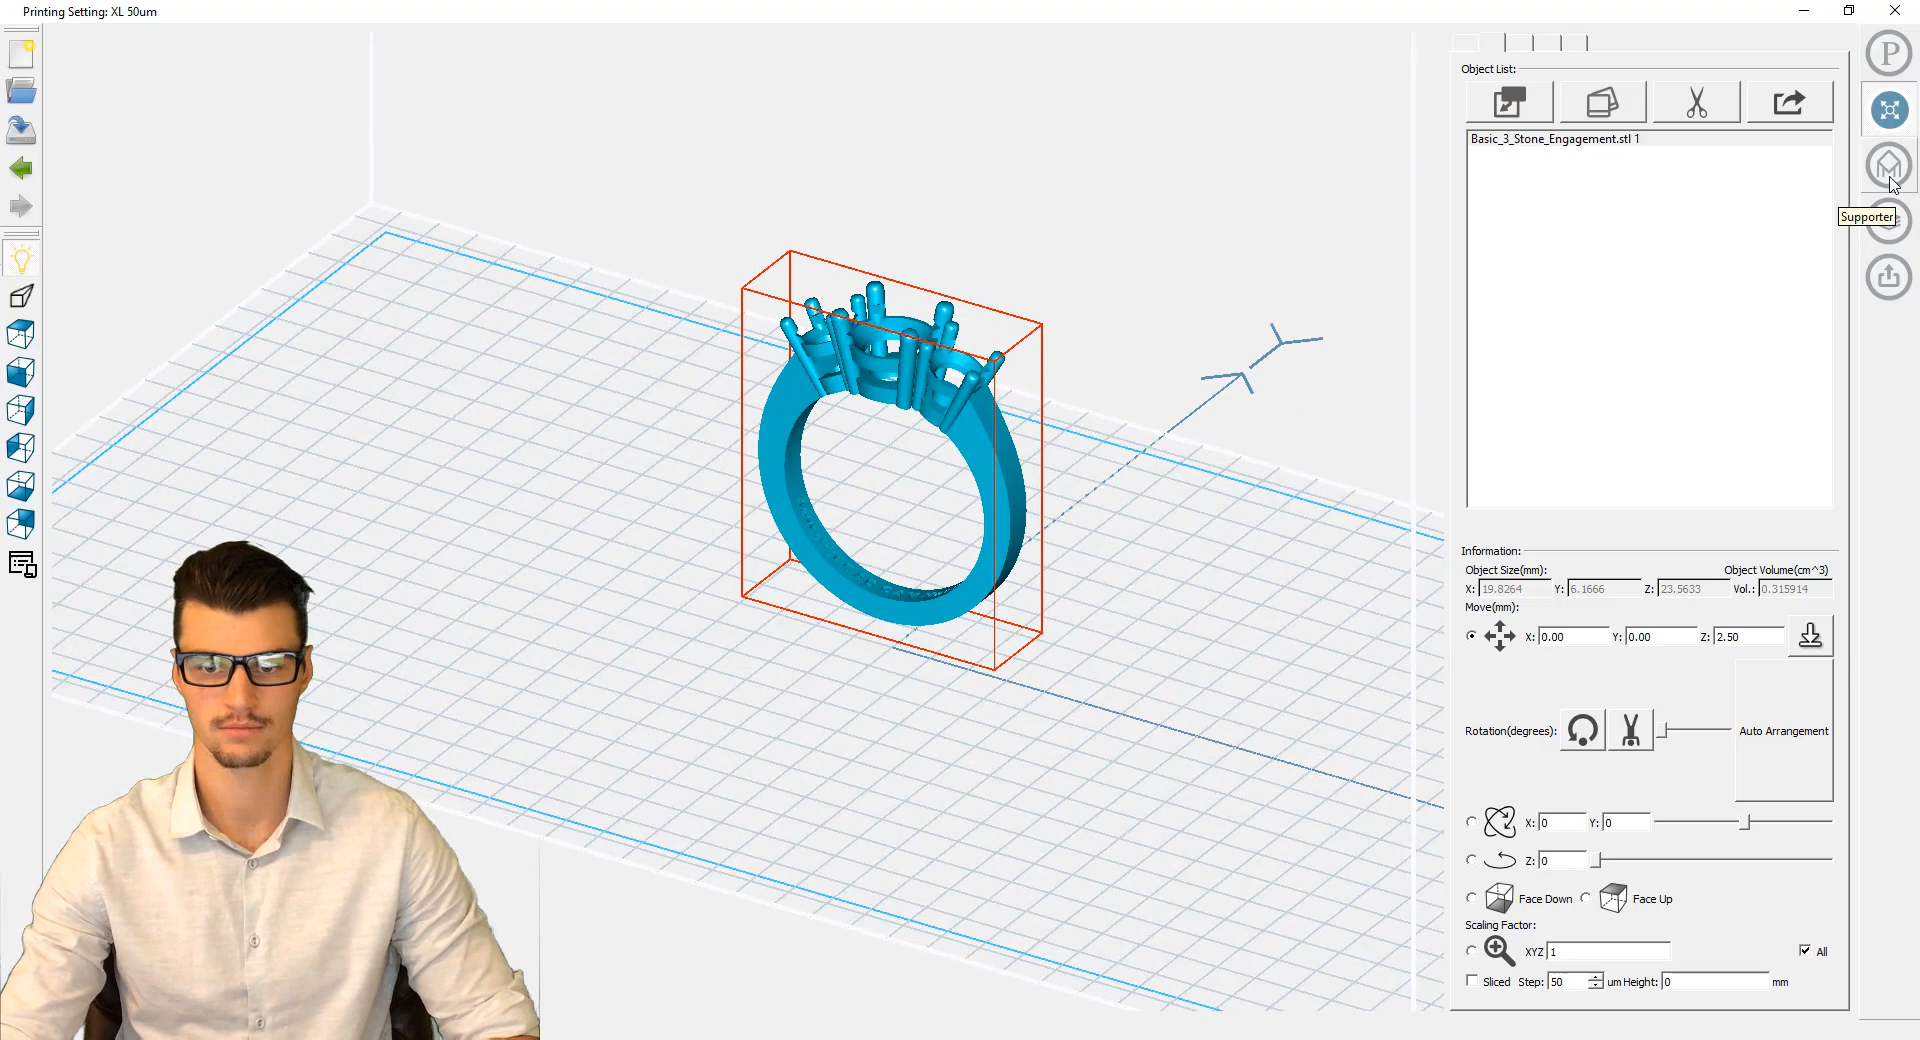 Printing Setting: XL 50um
P
Object List:
Basic_3_Stone_Engagement.stl 1
Supporter
Information:
Object Size(mm): Object Volume(cm^3)
X: 19.8264 Y: 6.1666 Z: 23.5633 Vol.: 0.315914
Move(mm):
X: 0.00 Y: 0.00 Z: 2.50
Rotation(degrees): Auto Arrangement
X: 0 Y: 0
Z: 0
Face Down Face Up
Scaling Factor:
XYZ 1 All
Sliced Step: 50 um Height: 0 mm